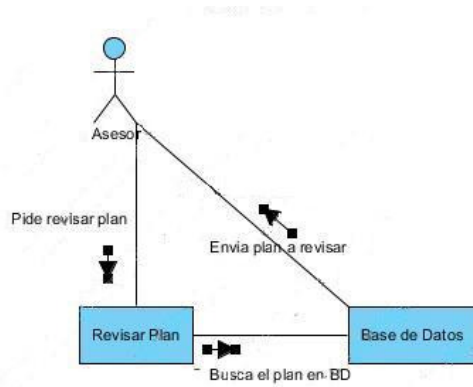 Asesor
Pide revisar plan
Envia plan a revisar
Revisar Plan
Base de Datos
Busca el plan en BD